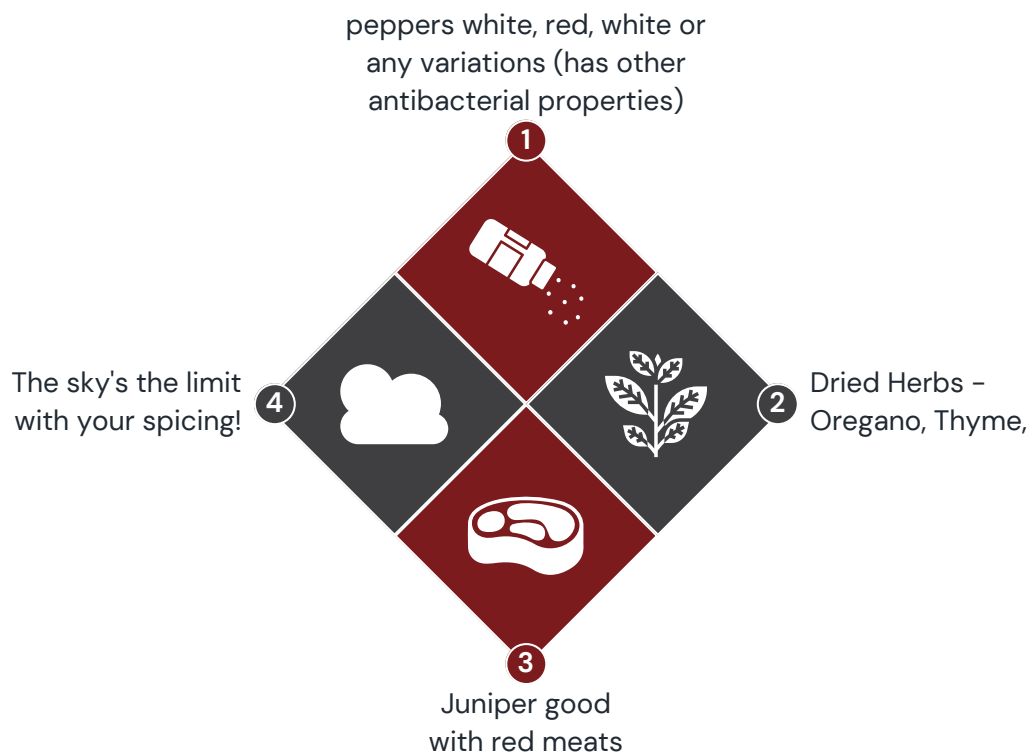 peppers white, red, white or
any variations (has other
antibacterial properties)
1
The sky's the limit
with your spicing!
4
2
Dried Herbs –
Oregano, Thyme,
3
Juniper good
with red meats